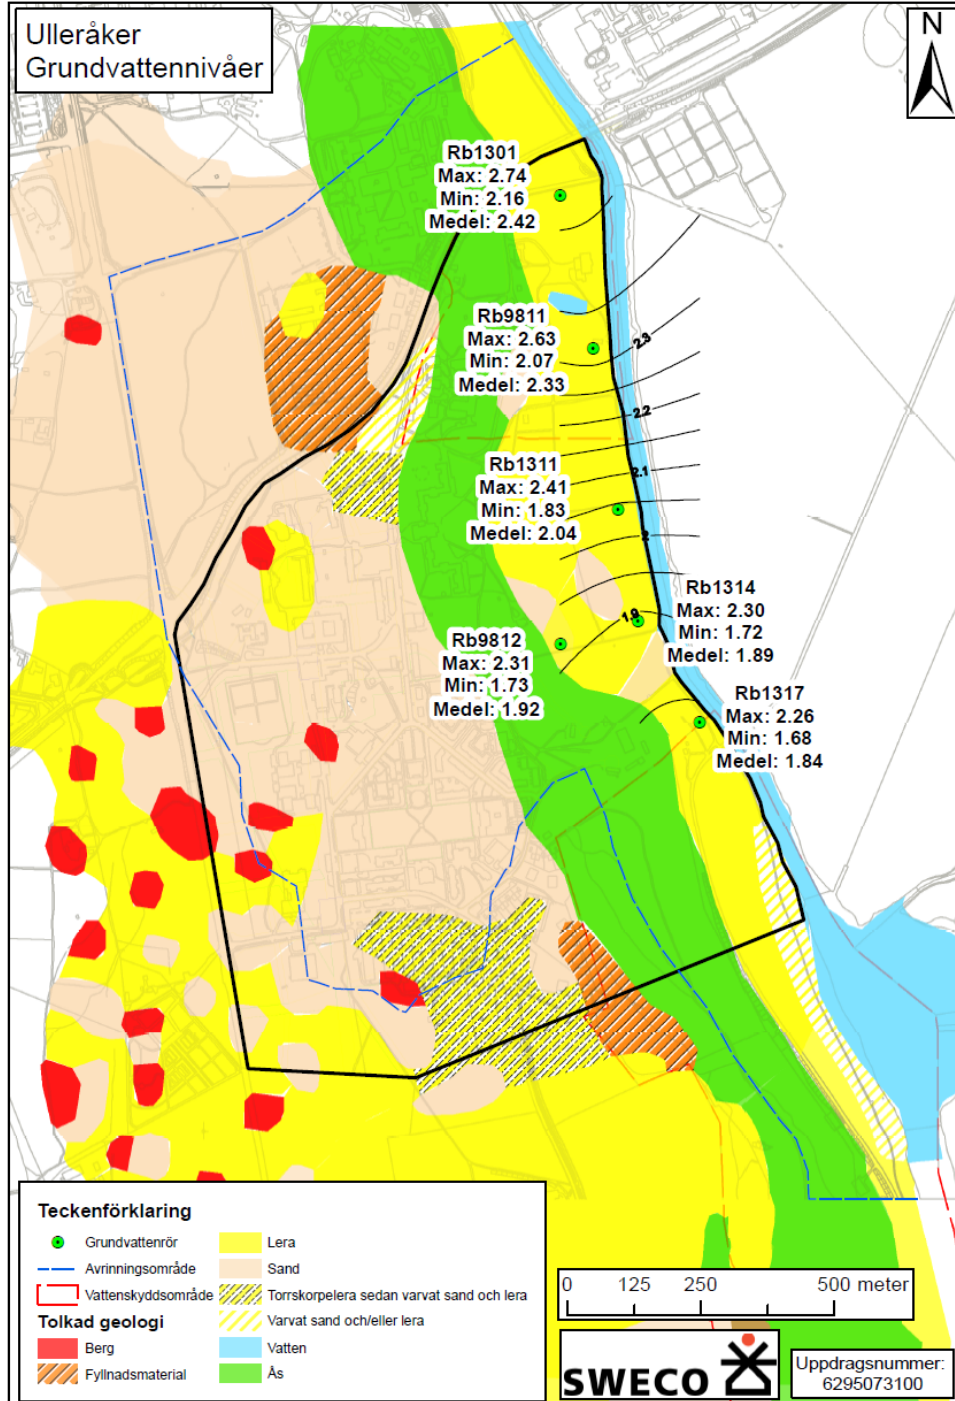 Ulleråker
Grundvattennivåer
N
Rb1301
Max: 2.74
Min: 2.16
Medel: 2.42
Rb9811
Max: 2.63
Min: 2.07
Medel: 2.33
2.3
2.2
Rb1311
Max: 2.41
Min: 1.83
Medel: 2.04
2.1
2
Rb1314
Max: 2.30
Min: 1.72
Medel: 1.89
1.9
Rb9812
Max: 2.31
Min: 1.73
Medel: 1.92
Rb1317
Max: 2.26
Min: 1.68
Medel: 1.84
Teckenförklaring
Grundvattenrör
Avrinningsområde
Vattenskyddsområde
Tolkad geologi
Berg
Fyllnadsmaterial
Lera
Sand
Torrskorpelera sedan varvat sand och lera
Varvat sand och/eller lera
Vatten
Ås
0 125 250 500 meter
SWECO
Uppdragsnummer:
6295073100